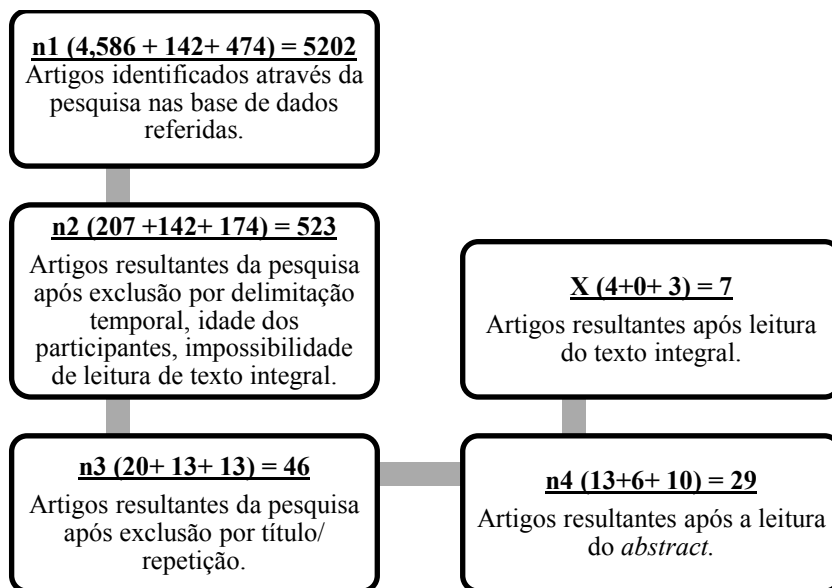 n1 (4,586 + 142+ 474) = 5202
Artigos identificados através da
pesquisa nas base de dados
referidas.
n2 (207 +142+ 174) = 523
Artigos resultantes da pesquisa
após exclusão por delimitação
temporal, idade dos
participantes, impossibilidade
de leitura de texto integral.
n3 (20+ 13+ 13) = 46
Artigos resultantes da pesquisa
após exclusão por título/
repetição.
n4 (13+6+ 10) = 29
Artigos resultantes após a leitura
do abstract.
X (4+0+ 3) = 7
Artigos resultantes após leitura
do texto integral.